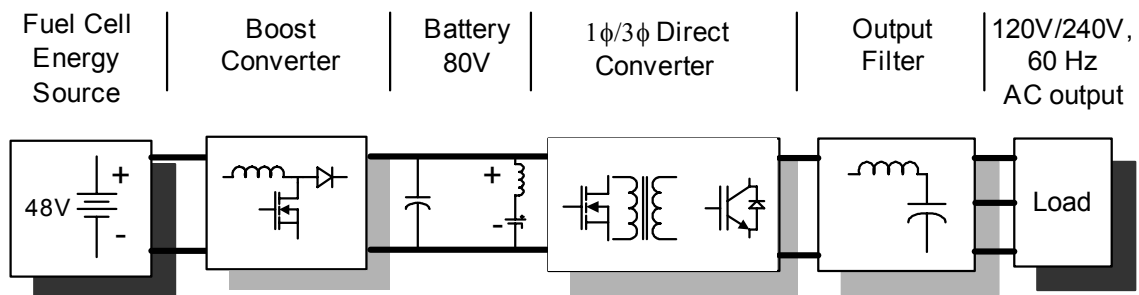 Fuel Cell
Energy
Source
Boost
Converter
Battery
80V
1ϕ/3ϕ Direct
Converter
Output
Filter
120V/240V,
60 Hz
AC output
48V
+
-
+
-
Load